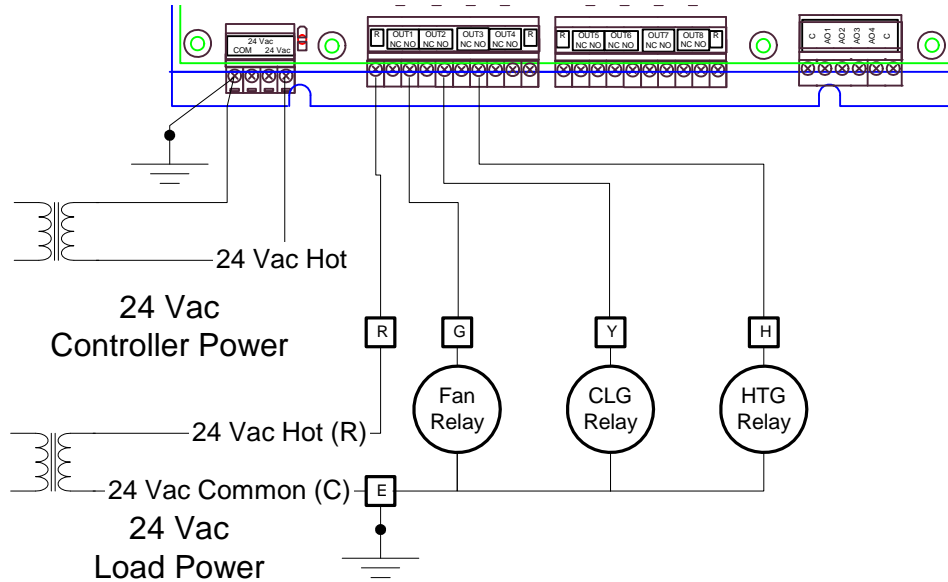 24 Vac
COM 24 Vac
R OUT1 OUT2 OUT3 OUT4 R
NC NO NC NO NC NO NC NO
R OUT5 OUT6 OUT7 OUT8 R
NC NO NC NO NC NO NC NO
C AO1 AO2 AO3 AO4 C
24 Vac Hot
24 Vac
Controller Power
R G Y H
Fan
Relay
CLG
Relay
HTG
Relay
24 Vac Hot (R)
24 Vac Common (C) E
24 Vac
Load Power